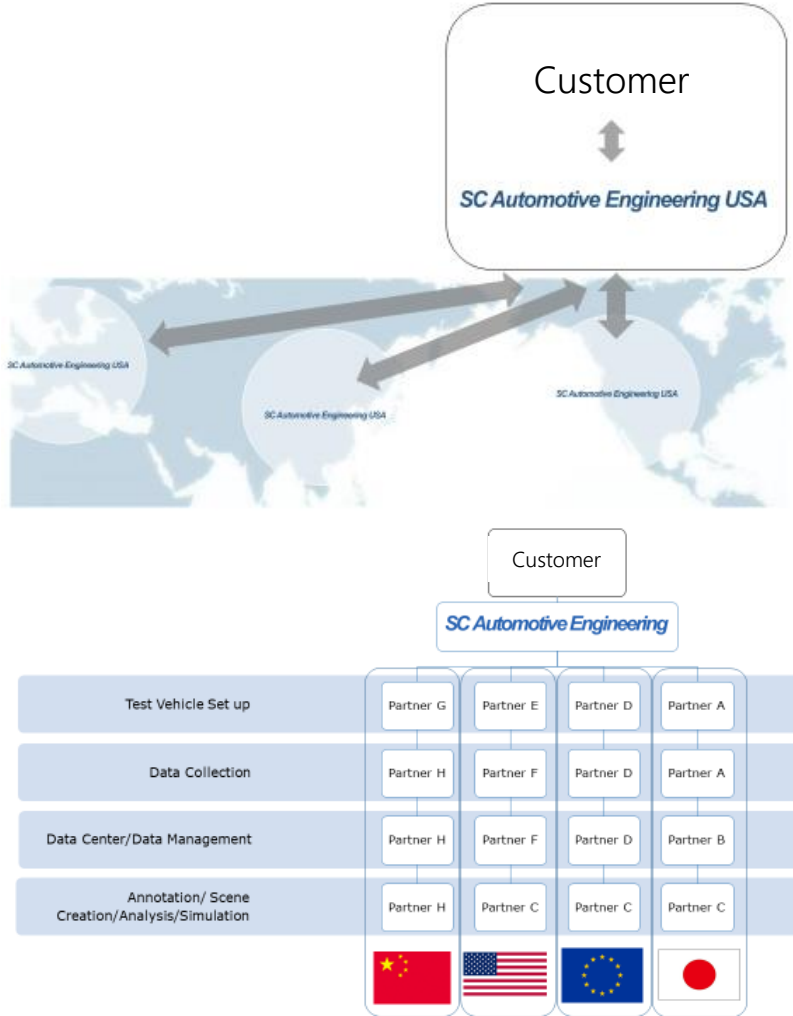 Customer
SC Automotive Engineering USA
SC Automotive Engineering USA
SC Automotive Engineering USA
SC Automotive Engineering USA
Customer
SC Automotive Engineering
Test Vehicle Set up
Partner G
Partner E
Partner D
Partner A
Data Collection
Partner H
Partner F
Partner D
Partner A
Data Center/Data Management
Partner H
Partner F
Partner D
Partner B
Annotation/ Scene
Creation/Analysis/Simulation
Partner H
Partner C
Partner C
Partner C